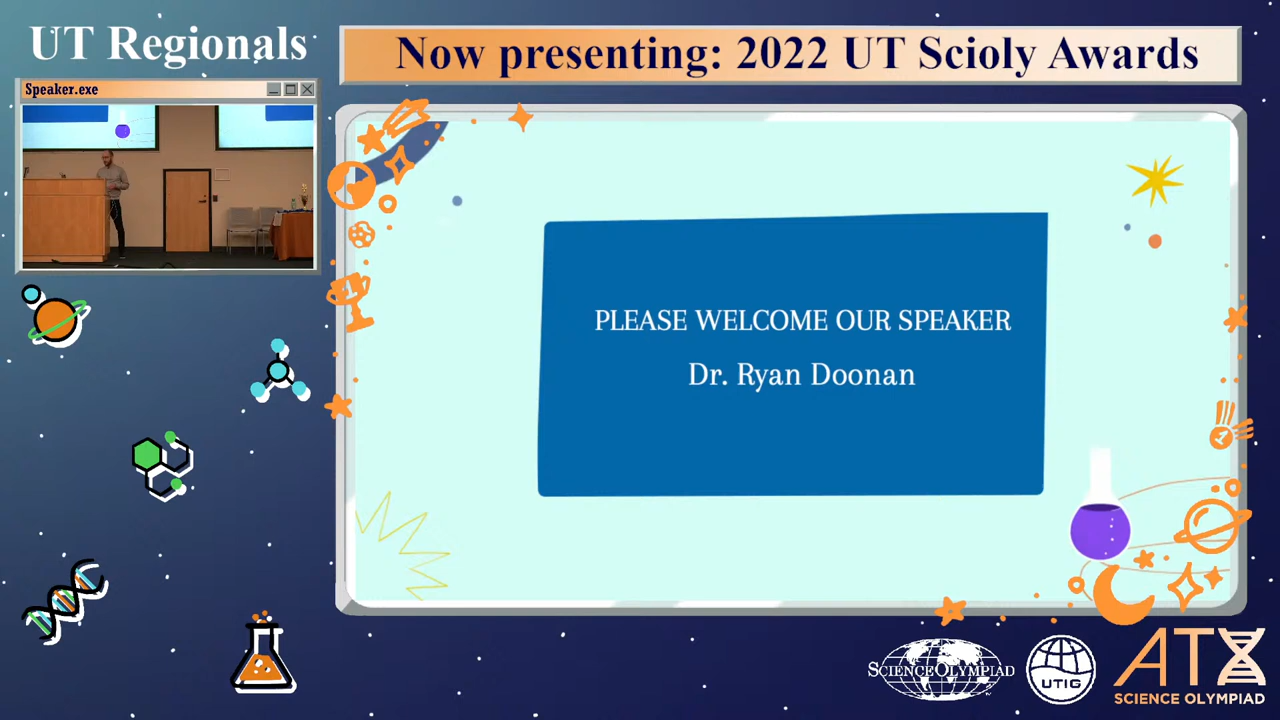 UT Regionals
Now presenting: 2022 UT Scioly Awards
Speaker.exe
PLEASE WELCOME OUR SPEAKER
Dr. Ryan Doonan
1
SCIENCE OLYMPIAD
UTIG
ATX
SCIENCE OLYMPIAD